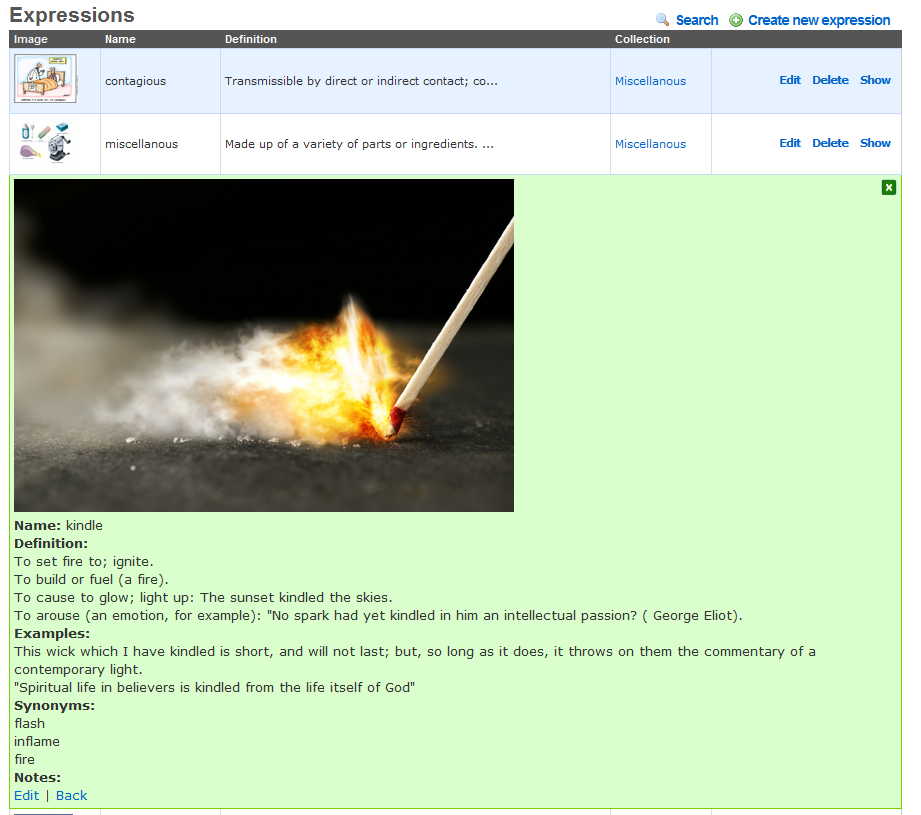 Expressions
Search Create new expression
Image Name Definition Collection
contagious Transmissible by direct or indirect contact; co... Miscellanous Edit Delete Show
miscellanous Made up of a variety of parts or ingredients. ... Miscellanous Edit Delete Show
x
Name: kindle
Definition:
To set fire to; ignite.
To build or fuel (a fire).
To cause to glow; light up: The sunset kindled the skies.
To arouse (an emotion, for example): "No spark had yet kindled in him an intellectual passion? ( George Eliot).
Examples:
This wick which I have kindled is short, and will not last; but, so long as it does, it throws on them the commentary of a
contemporary light.
"Spiritual life in believers is kindled from the life itself of God"
Synonyms:
flash
inflame
fire
Notes:
Edit | Back